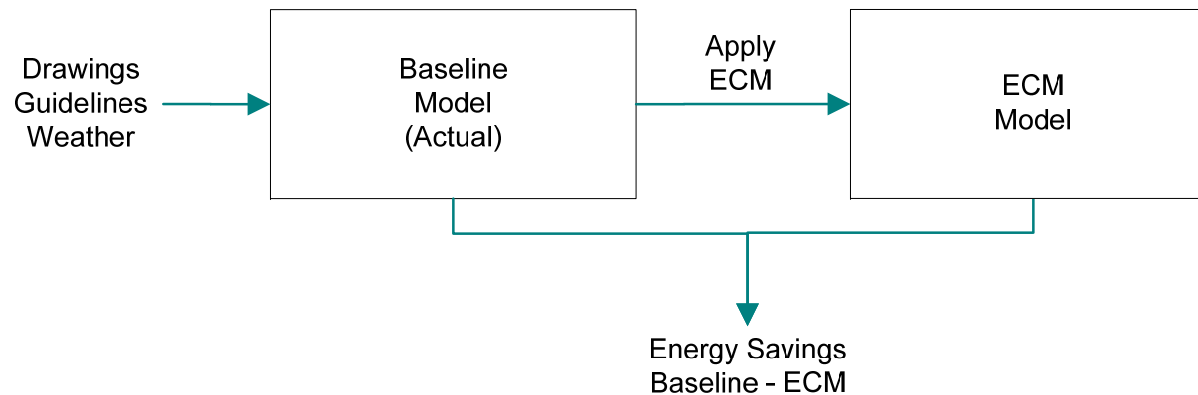 Drawings
Guidelines
Weather
Baseline
Model
(Actual)
Apply
ECM
ECM
Model
Energy Savings
Baseline - ECM